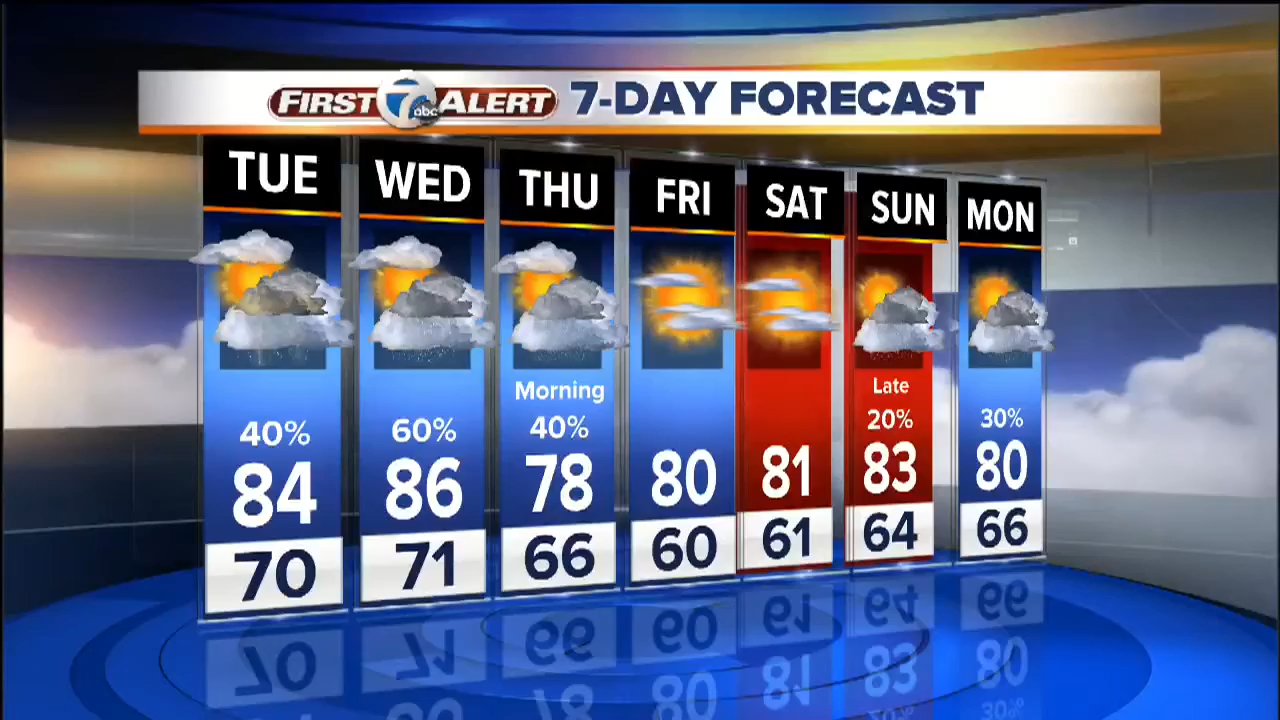 FIRST 7 abc ALERT 7-DAY FORECAST
TUE WED THU FRI SAT SUN MON
Morning Late
40% 60% 40% 20% 30%
84 86 78 80 81 83 80
70 71 66 60 61 64 66